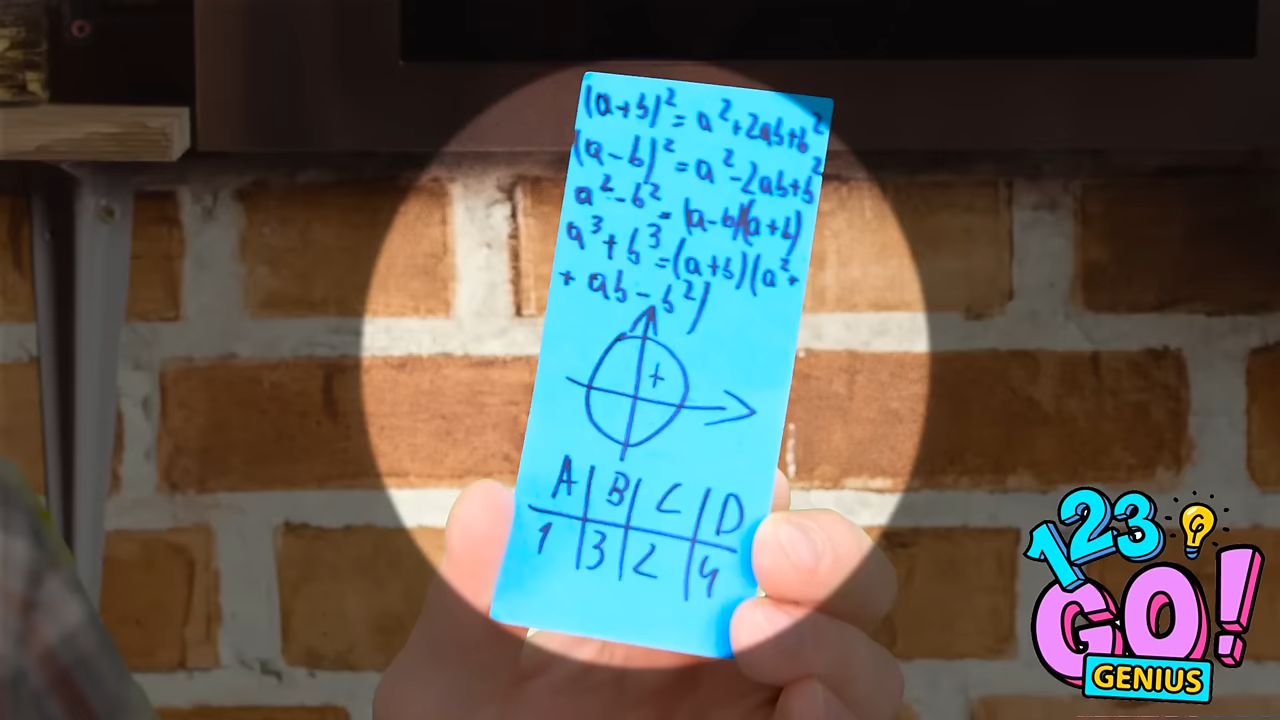 (a+b)²= a²+2ab+b²
(a-b)²= a²-2ab+b²
a²-b²= (a-b)(a+b)
a³+b³=(a+b)(a²+
+ ab-b²)
+
A|B|C|D
1|3|2|4
123
GO!
GENIUS